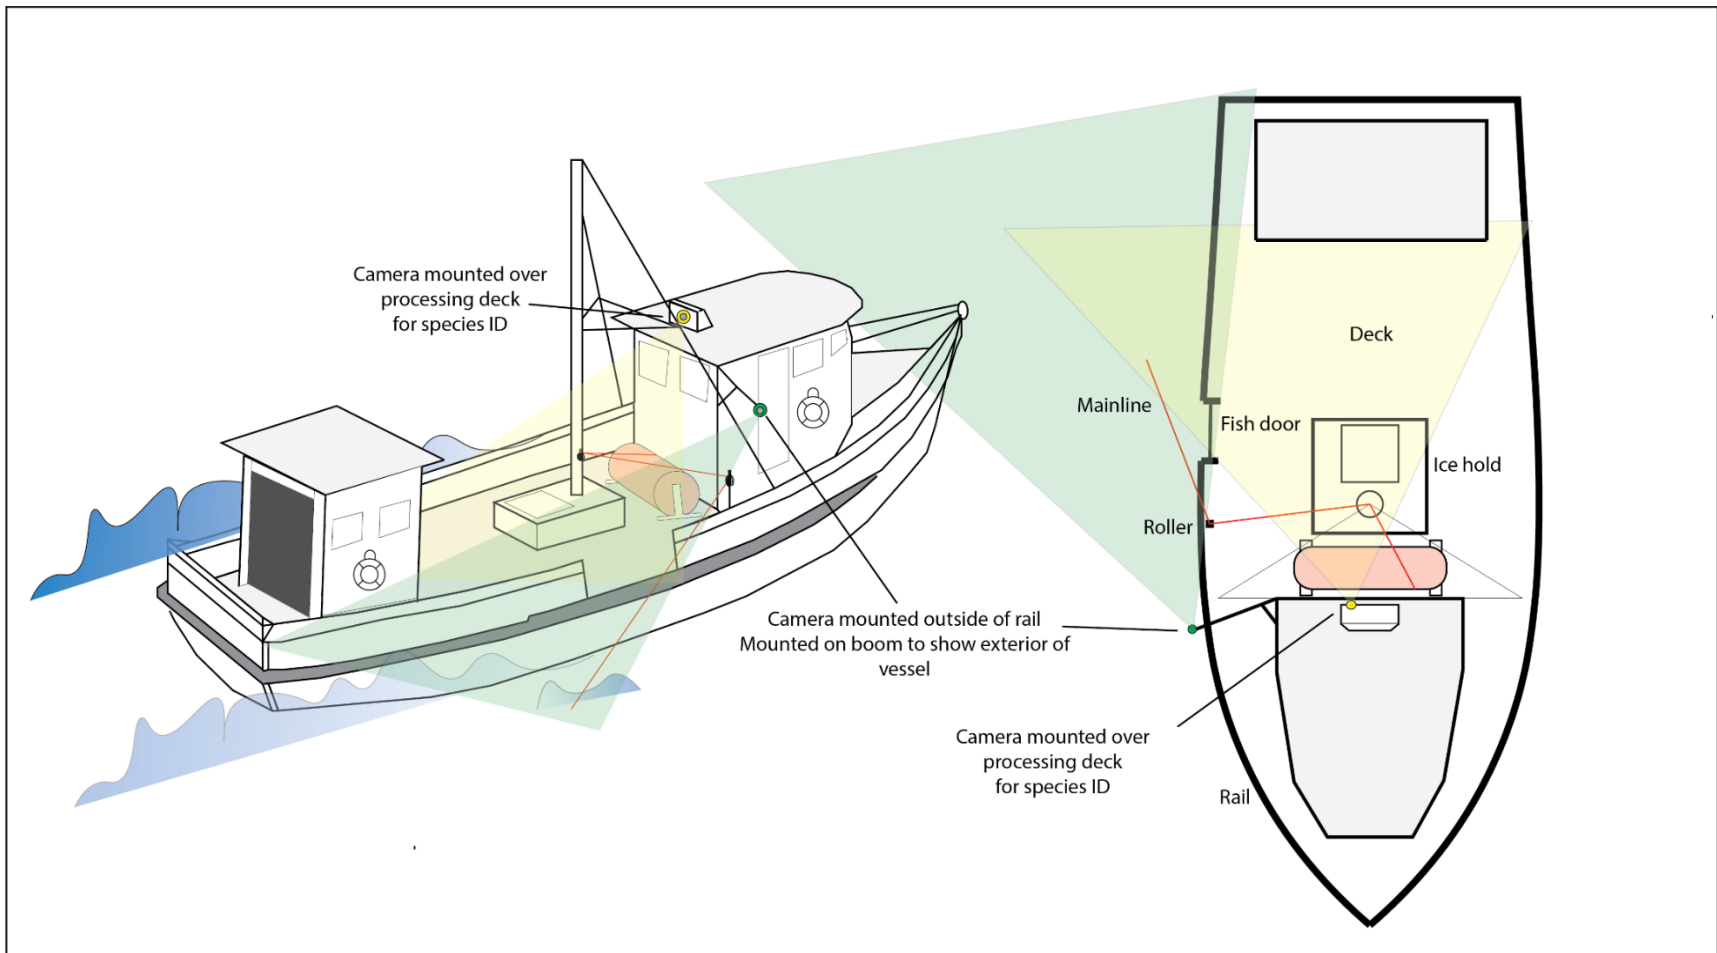 Camera mounted over
processing deck
for species ID
Deck
Mainline
Fish door
Ice hold
Roller
Camera mounted outside of rail
Mounted on boom to show exterior of
vessel
Camera mounted over
processing deck
for species ID
Rail